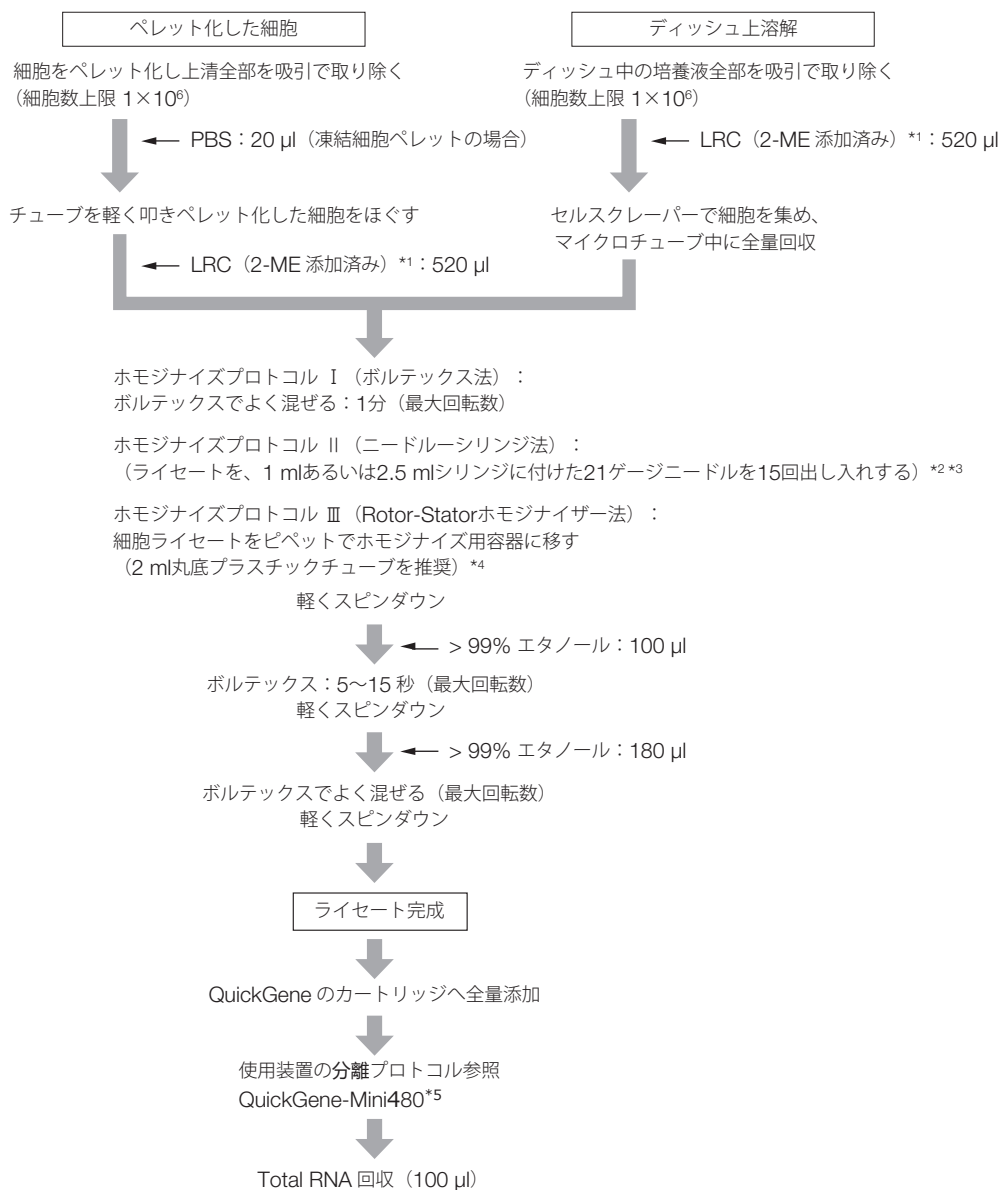 ペレット化した細胞
細胞をペレット化し上清全部を吸引で取り除く
（細胞数上限 1×10⁶）
PBS：20 μl（凍結細胞ペレットの場合）
チューブを軽く叩きペレット化した細胞をほぐす
LRC（2-ME 添加済み）*1：520 μl
ディッシュ上溶解
ディッシュ中の培養液全部を吸引で取り除く
（細胞数上限 1×10⁶）
LRC（2-ME 添加済み）*1：520 μl
セルスクレーパーで細胞を集め、
マイクロチューブ中に全量回収
ホモジナイズプロトコル Ⅰ（ボルテックス法）：
ボルテックスでよく混ぜる：1分（最大回転数）
ホモジナイズプロトコル Ⅱ（ニードルーシリンジ法）：
（ライセートを、1 mlあるいは2.5 mlシリンジに付けた21ゲージニードルを15回出し入れする）*2 *3
ホモジナイズプロトコル Ⅲ（Rotor-Statorホモジナイザー法）：
細胞ライセートをピペットでホモジナイズ用容器に移す
（2 ml丸底プラスチックチューブを推奨）*4
軽くスピンダウン
> 99% エタノール：100 μl
ボルテックス：5〜15 秒（最大回転数）
軽くスピンダウン
> 99% エタノール：180 μl
ボルテックスでよく混ぜる（最大回転数）
軽くスピンダウン
ライセート完成
QuickGene のカートリッジへ全量添加
使用装置の分離プロトコル参照
QuickGene-Mini480*5
Total RNA 回収（100 μl）